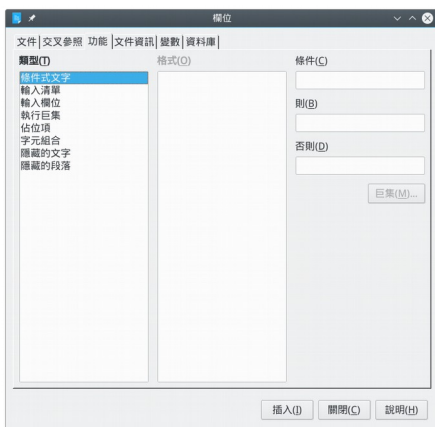 欄位
文件 交叉參照 功能 文件資訊 變數 資料庫
類型(T)
條件式文字
輸入清單
輸入欄位
執行巨集
佔位項
字元組合
隱藏的文字
隱藏的段落
格式(O)
條件(C)
則(B)
否則(D)
巨集(M)...
插入(I) 關閉(C) 說明(H)